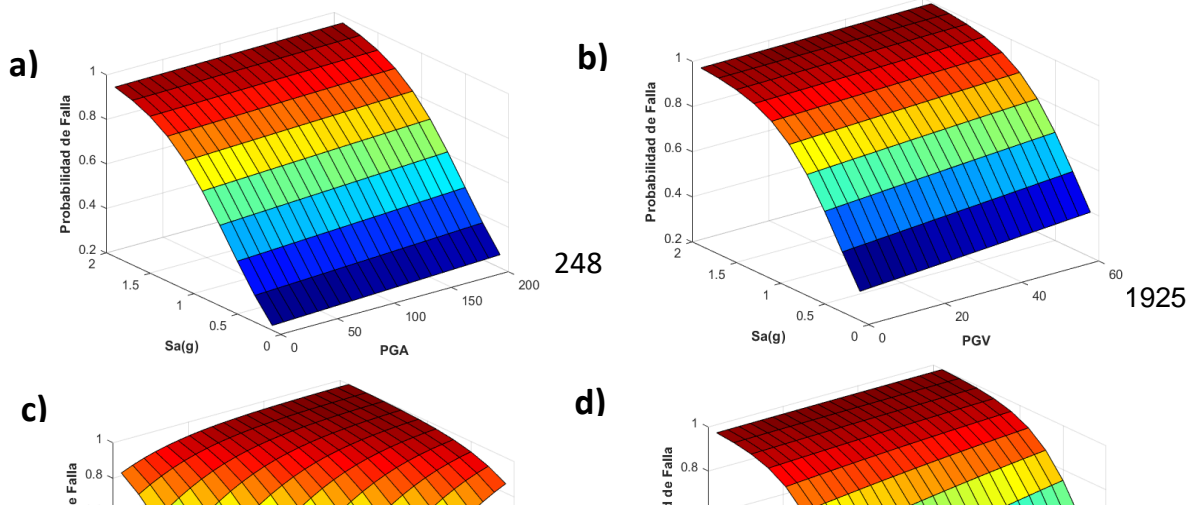 a)
Probabilidad de Falla
1
0.8
0.6
0.4
0.2
2
1.5
1
0.5
0
Sa(g)
0
50
100
150
200
PGA
248
b)
Probabilidad de Falla
1
0.8
0.6
0.4
0.2
2
1.5
1
0.5
0
Sa(g)
0
20
40
60
PGV
1925
c)
e Falla
1
0.8
d)
d de Falla
1
0.8